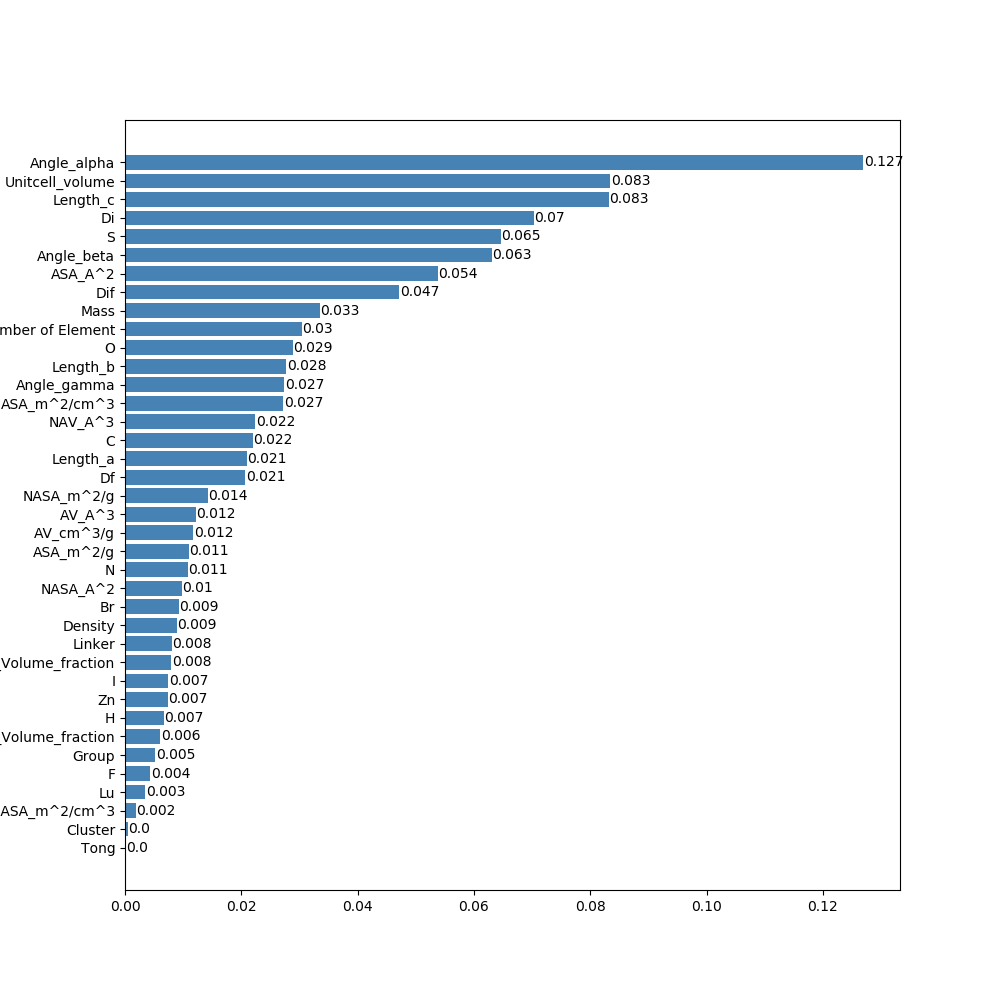 Angle_alpha 0.127
Unitcell_volume 0.083
Length_c 0.083
Di 0.07
S 0.065
Angle_beta 0.063
ASA_A^2 0.054
Dif 0.047
Mass 0.033
mber of Element 0.03
O 0.029
Length_b 0.028
Angle_gamma 0.027
ASA_m^2/cm^3 0.027
NAV_A^3 0.022
C 0.022
Length_a 0.021
Df 0.021
NASA_m^2/g 0.014
AV_A^3 0.012
AV_cm^3/g 0.012
ASA_m^2/g 0.011
N 0.011
NASA_A^2 0.01
Br 0.009
Density 0.009
Linker 0.008
_Volume_fraction 0.008
I 0.007
Zn 0.007
H 0.007
_Volume_fraction 0.006
Group 0.005
F 0.004
Lu 0.003
ASA_m^2/cm^3 0.002
Cluster 0.0
Tong 0.0
0.00 0.02 0.04 0.06 0.08 0.10 0.12